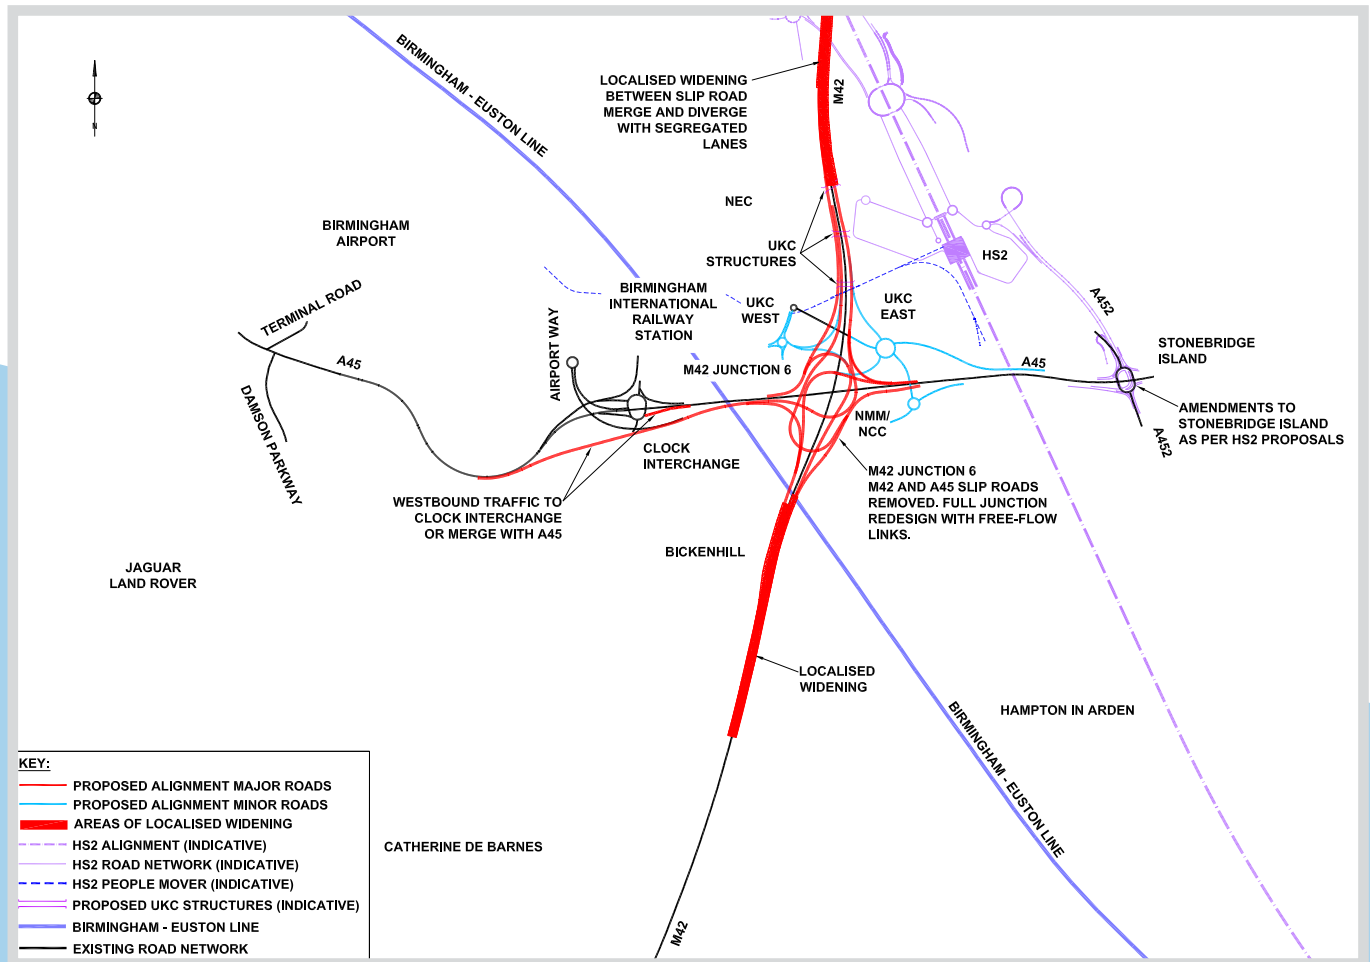 BIRMINGHAM - EUSTON LINE
LOCALISED WIDENING
BETWEEN SLIP ROAD
MERGE AND DIVERGE
WITH SEGREGATED
LANES
M42
N
NEC
BIRMINGHAM
AIRPORT
UKC
STRUCTURES
HS2
BIRMINGHAM
INTERNATIONAL
RAILWAY
STATION
UKC
WEST
UKC
EAST
A452
TERMINAL ROAD
A45
AIRPORT WAY
M42 JUNCTION 6
A45
STONEBRIDGE
ISLAND
DAMSON PARKWAY
NMM/
NCC
AMENDMENTS TO
STONEBRIDGE ISLAND
AS PER HS2 PROPOSALS
A452
CLOCK
INTERCHANGE
M42 JUNCTION 6
M42 AND A45 SLIP ROADS
REMOVED. FULL JUNCTION
REDESIGN WITH FREE-FLOW
LINKS.
WESTBOUND TRAFFIC TO
CLOCK INTERCHANGE
OR MERGE WITH A45
BICKENHILL
JAGUAR
LAND ROVER
LOCALISED
WIDENING
HAMPTON IN ARDEN
BIRMINGHAM - EUSTON LINE
CATHERINE DE BARNES
M42
KEY:
PROPOSED ALIGNMENT MAJOR ROADS
PROPOSED ALIGNMENT MINOR ROADS
AREAS OF LOCALISED WIDENING
HS2 ALIGNMENT (INDICATIVE)
HS2 ROAD NETWORK (INDICATIVE)
HS2 PEOPLE MOVER (INDICATIVE)
PROPOSED UKC STRUCTURES (INDICATIVE)
BIRMINGHAM - EUSTON LINE
EXISTING ROAD NETWORK